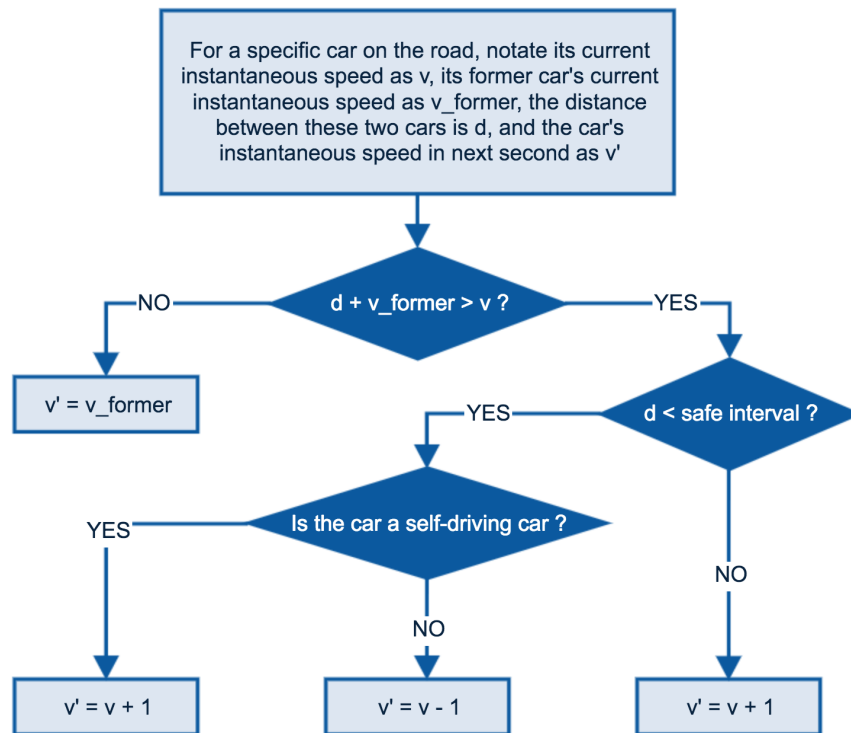 For a specific car on the road, notate its current
instantaneous speed as v, its former car's current
instantaneous speed as v_former, the distance
between these two cars is d, and the car's
instantaneous speed in next second as v'
d + v_former > v ?
NO
YES
v' = v_former
d < safe interval ?
YES
Is the car a self-driving car ?
YES
NO
NO
v' = v + 1
v' = v - 1
v' = v + 1